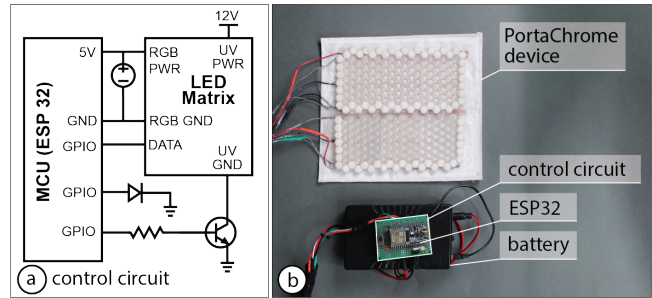 12V
5V
RGB
PWR
UV
PWR
LED
Matrix
GND
RGB GND
GPIO
DATA
UV
GND
MCU (ESP 32)
GPIO
GPIO
a control circuit
PortaChrome
device
control circuit
ESP32
battery
b